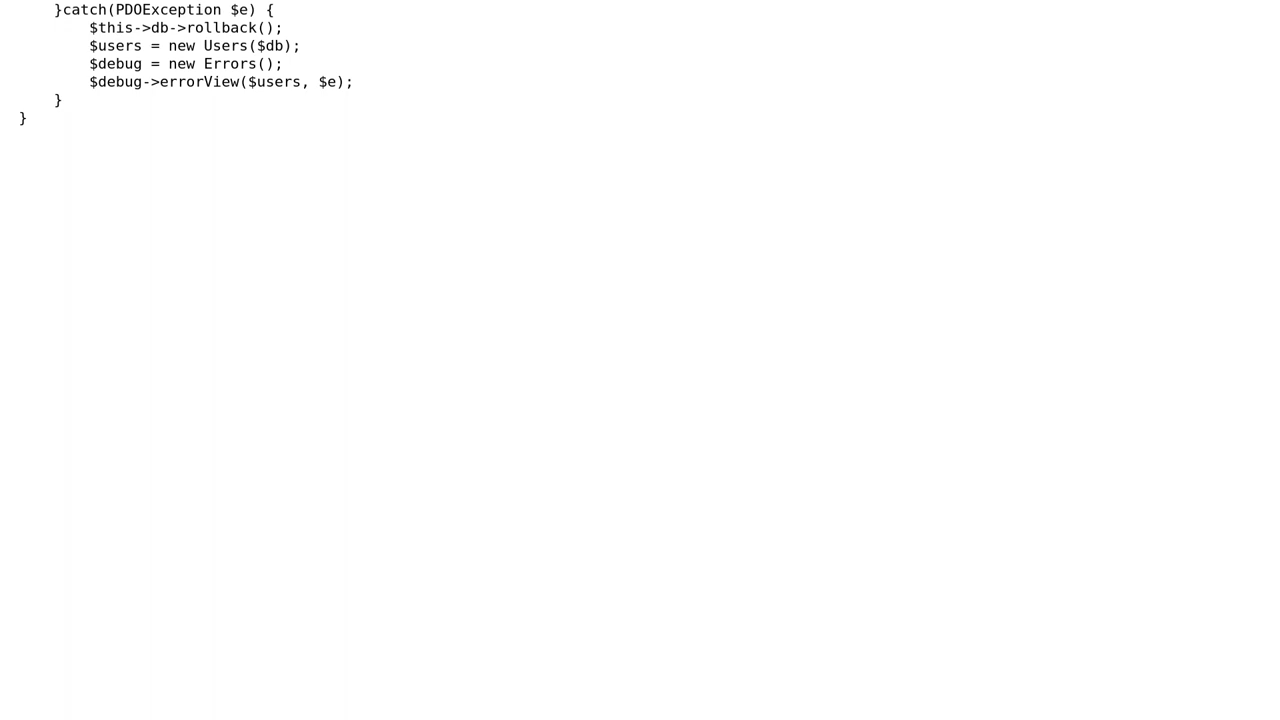 }catch(PDOException $e) {
        $this->db->rollback();
        $users = new Users($db);
        $debug = new Errors();
        $debug->errorView($users, $e);
    }
}